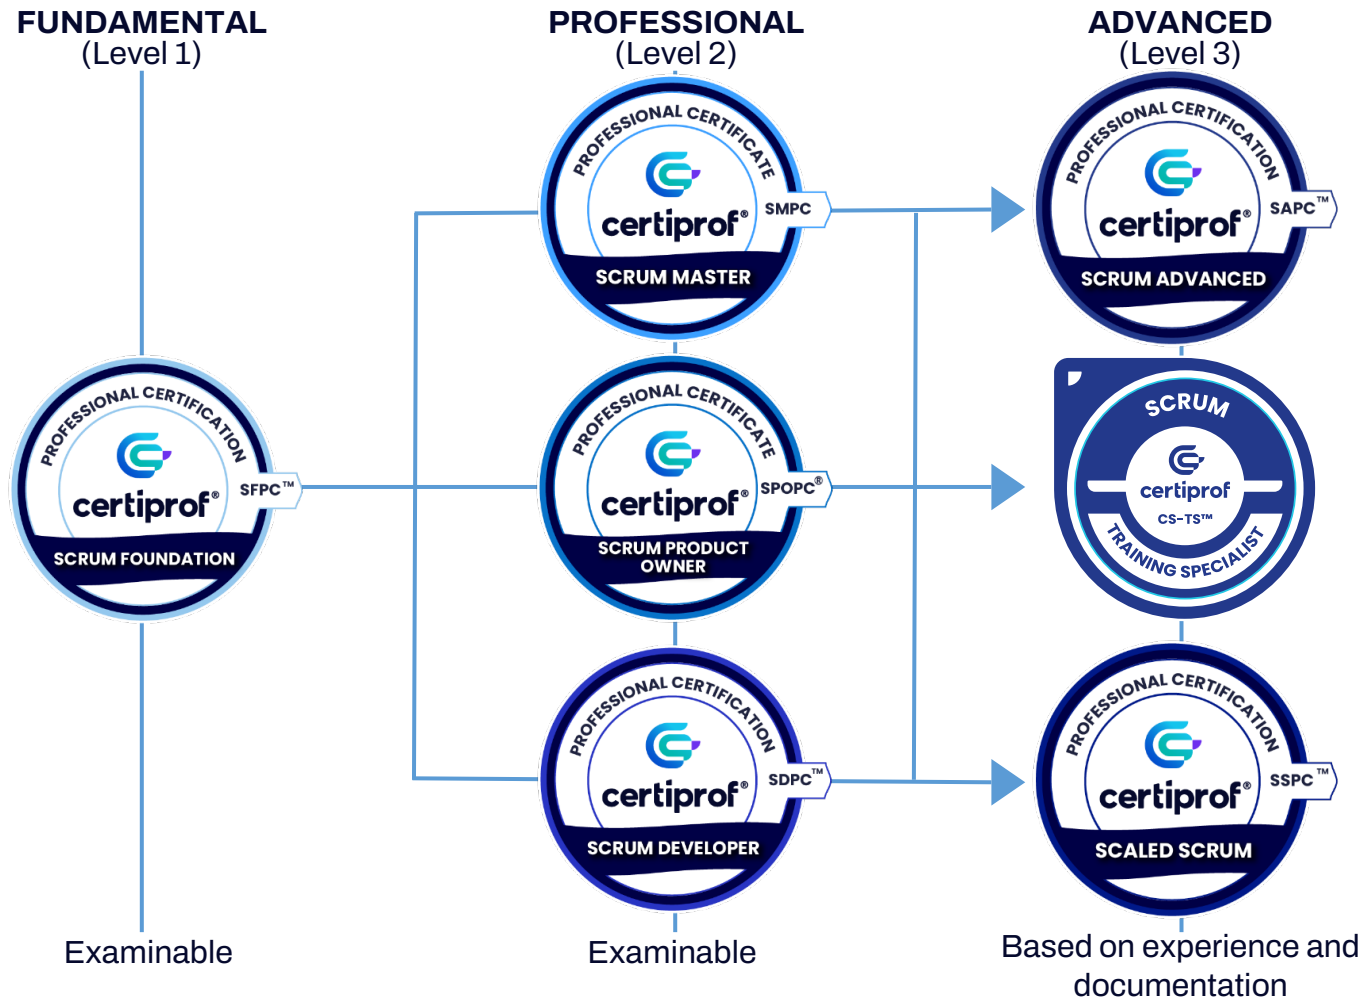 FUNDAMENTAL
(Level 1)
PROFESSIONAL
(Level 2)
ADVANCED
(Level 3)
PROFESSIONAL CERTIFICATION
certiprof®
SFPC™
SCRUM FOUNDATION
PROFESSIONAL CERTIFICATE
certiprof®
SMPC
SCRUM MASTER
PROFESSIONAL CERTIFICATE
certiprof®
SPOPC®
SCRUM PRODUCT
OWNER
PROFESSIONAL CERTIFICATION
certiprof®
SDPC™
SCRUM DEVELOPER
PROFESSIONAL CERTIFICATION
certiprof®
SAPC™
SCRUM ADVANCED
SCRUM
certiprof
CS-TS™
TRAINING SPECIALIST
PROFESSIONAL CERTIFICATION
certiprof®
SSPC™
SCALED SCRUM
Examinable
Examinable
Based on experience and
documentation